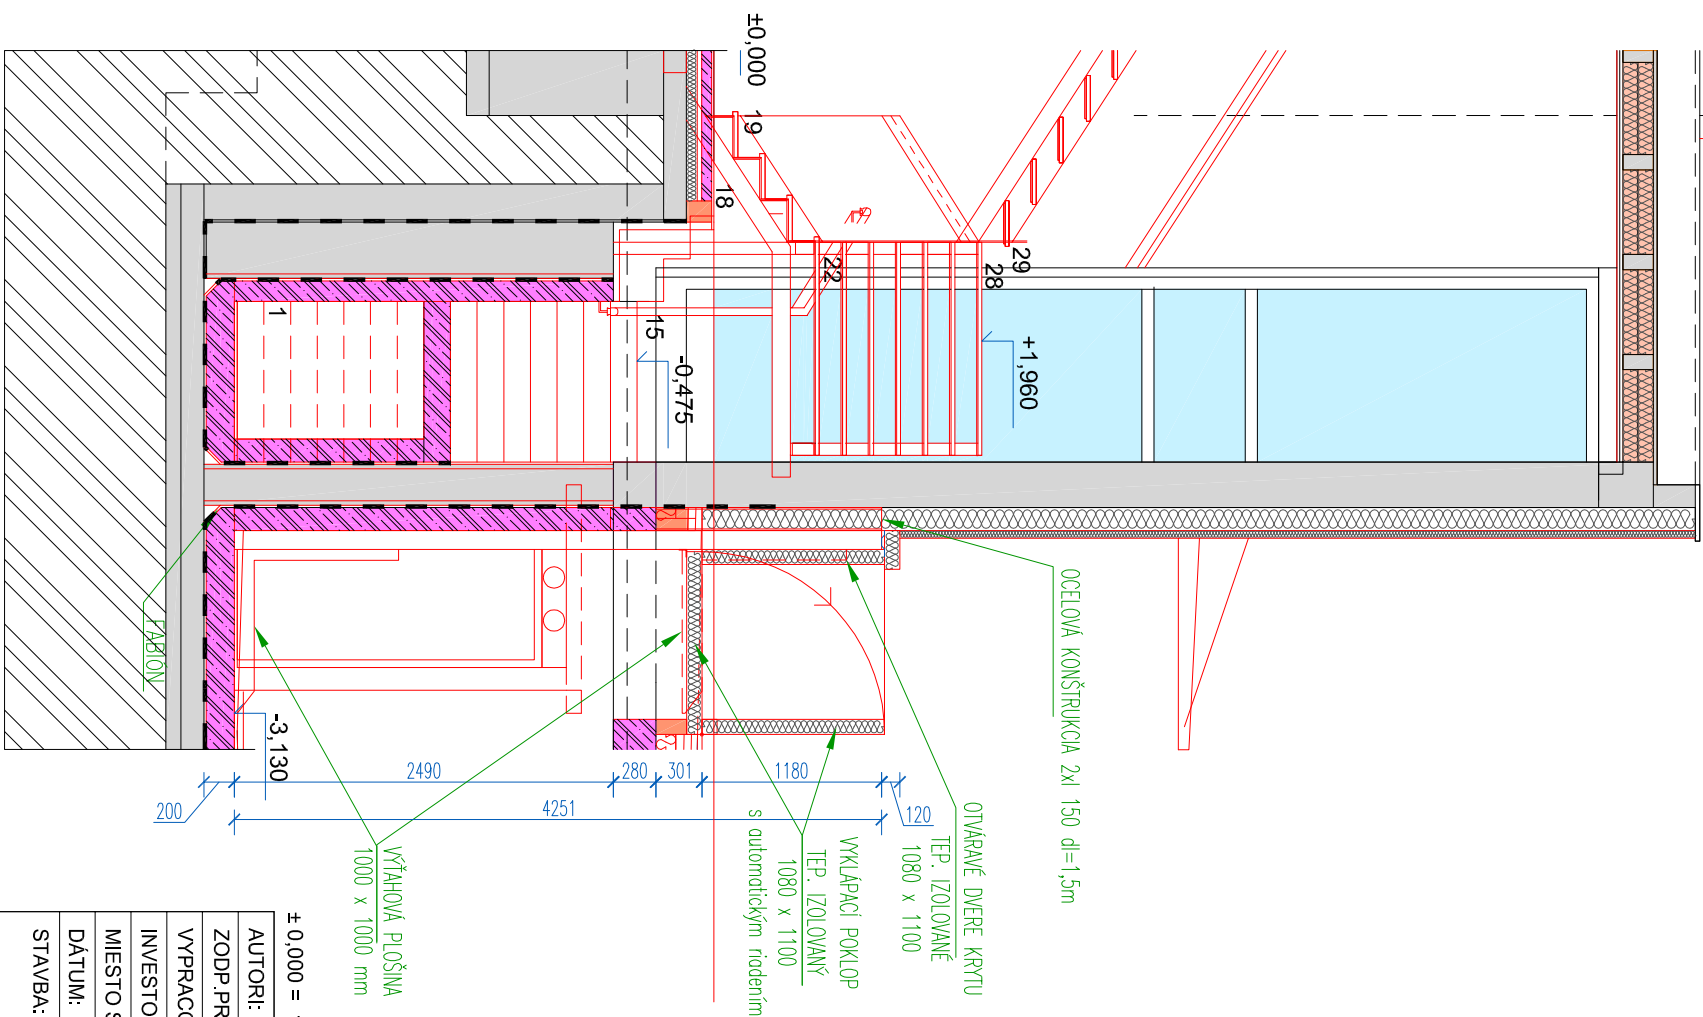 ±0,000
19
18
22
29
28
+1,960
15
-0,475
1
OCEĽOVÁ KONŠTRUKCIA 2xI 150 dl=1,5m
OTVÁRAVÉ DVERE KRYTU
TEP. IZOLOVANÉ
1080 x 1100
VYKLÁPACÍ POKLOP
TEP. IZOLOVANÝ
1080 x 1100
s automatickým riadením
VÝŤAHOVÁ PLOŠINA
1000 x 1000 mm
FABIÓN
-3,130
2490
280
301
1180
120
200
4251
± 0,000 =
AUTORI:
ZODP.PR
VYPRACO
INVESTO
MIESTO S
DÁTUM:
STAVBA: